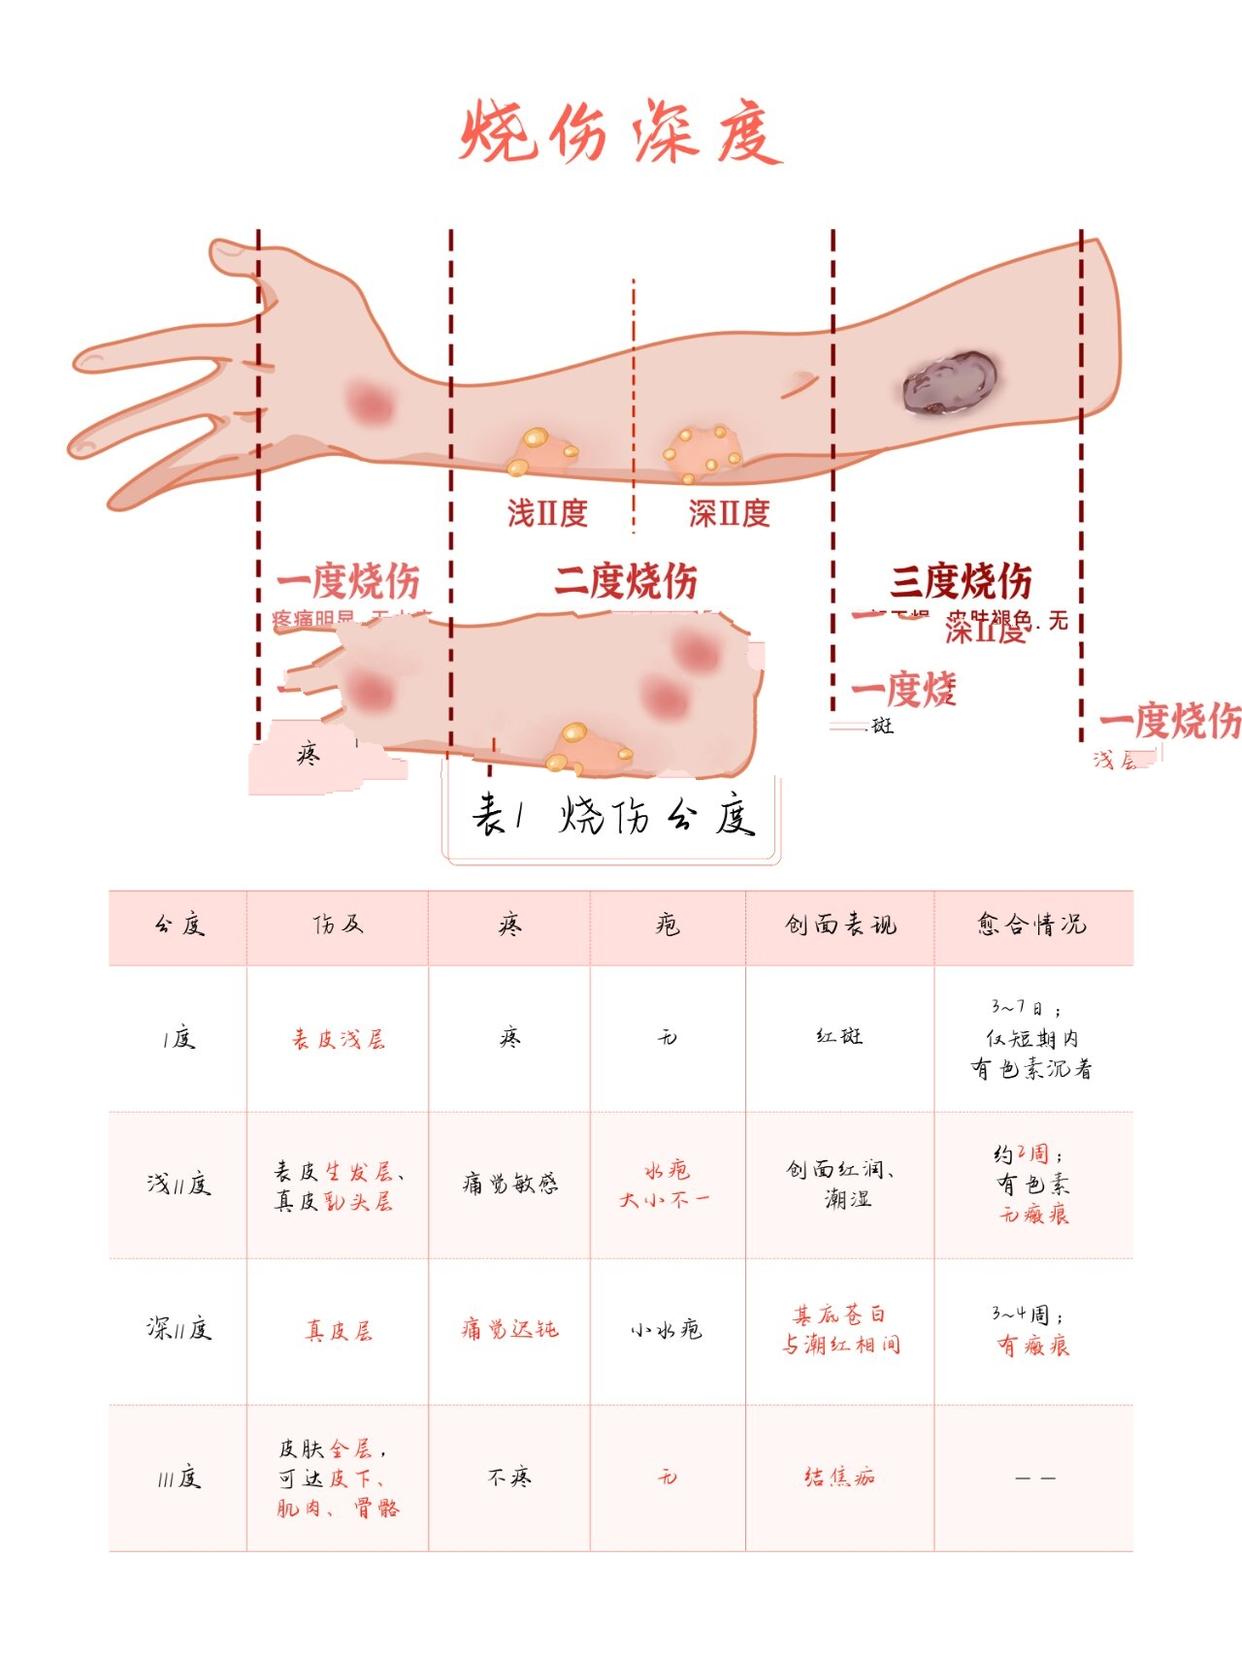 烧伤深度
浅II度
深II度
一度烧伤
二度烧伤
三度烧伤
疼痛明显
皮肤褪色.无
深II度
一度烧
斑
一度烧伤
浅层
疼
表1 烧伤分度
分度 伤及 疼 疱 创面表现 愈合情况
I度 表皮浅层 疼 无 红斑
3~7日；
仅短期内
有色素沉着
浅II度
表皮生发层、
真皮乳头层
痛觉敏感
水疱
大小不一
创面红润、
潮湿
约2周；
有色素
无瘢痕
深II度 真皮层 痛觉迟钝 小水疱
基底苍白
与潮红相间
3~4周；
有瘢痕
III度
皮肤全层，
可达皮下、
肌肉、骨骼
不疼 无 结焦痂 — —